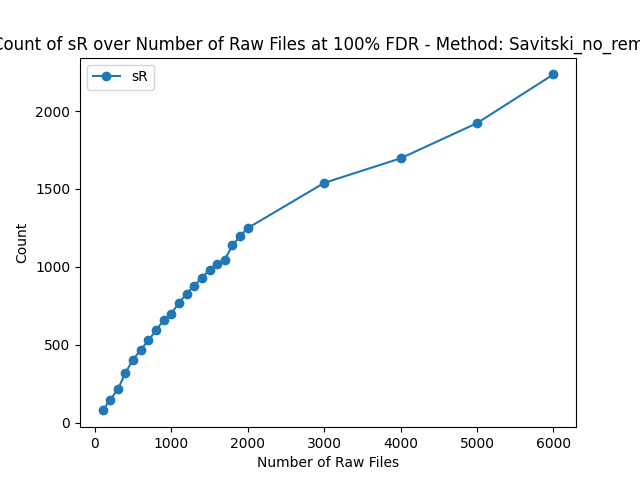 Count of sR over Number of Raw Files at 100% FDR - Method: Savitski_no_rem
sR
2000
1500
1000
500
0
Count
0 1000 2000 3000 4000 5000 6000
Number of Raw Files